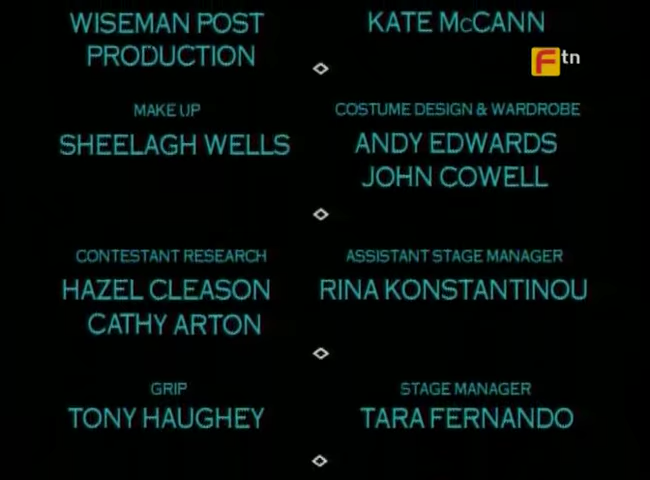 WISEMAN POST
PRODUCTION
KATE McCANN
Ftn
MAKE UP
SHEELAGH WELLS
COSTUME DESIGN & WARDROBE
ANDY EDWARDS
JOHN COWELL
CONTESTANT RESEARCH
HAZEL CLEASON
CATHY ARTON
ASSISTANT STAGE MANAGER
RINA KONSTANTINOU
GRIP
TONY HAUGHEY
STAGE MANAGER
TARA FERNANDO